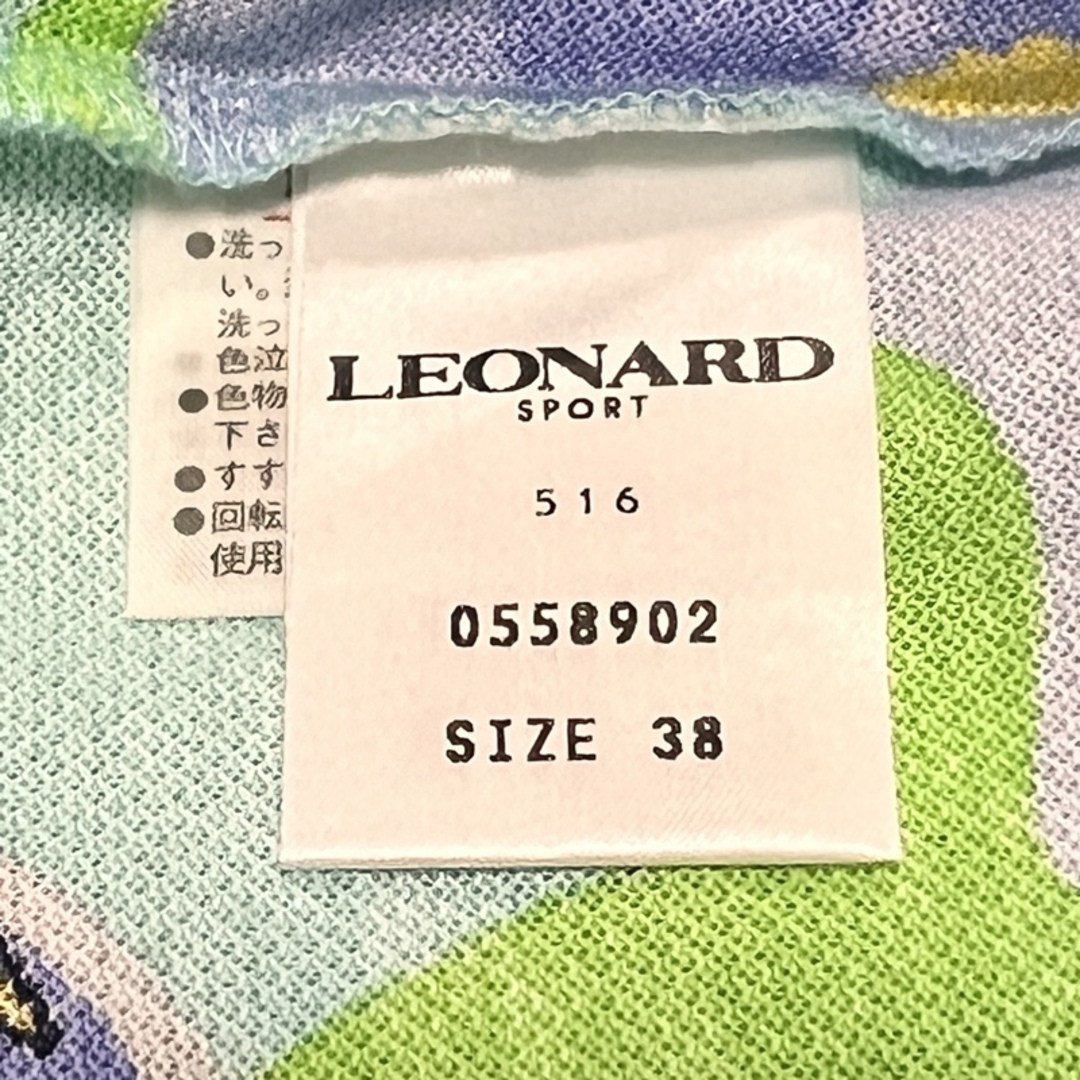 LEONARD
SPORT
516
0558902
SIZE 38
●洗っ
い。
洗っ
色泣
●色物
下さ
●すす
●回転
使用